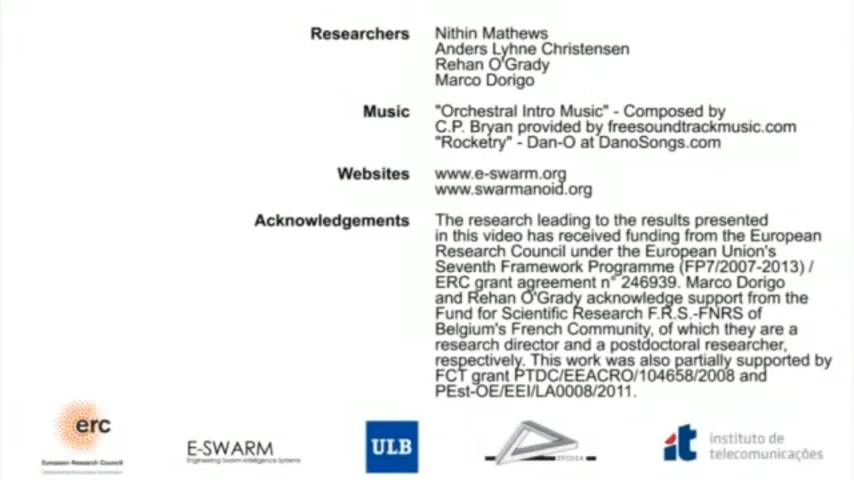 Researchers Nithin Mathews
Anders Lyhne Christensen
Rehan O'Grady
Marco Dorigo
Music "Orchestral Intro Music" - Composed by
C.P. Bryan provided by freesoundtrackmusic.com
"Rocketry" - Dan-O at DanoSongs.com
Websites www.e-swarm.org
www.swarmanoid.org
Acknowledgements The research leading to the results presented
in this video has received funding from the European
Research Council under the European Union's
Seventh Framework Programme (FP7/2007-2013) /
ERC grant agreement n° 246939. Marco Dorigo
and Rehan O'Grady acknowledge support from the
Fund for Scientific Research F.R.S.-FNRS of
Belgium's French Community, of which they are a
research director and a postdoctoral researcher,
respectively. This work was also partially supported by
FCT grant PTDC/EEACRO/104658/2008 and
PEst-OE/EEI/LA0008/2011.
erc
European Research Council
E-SWARM
Engineering Swarm Intelligence Systems
ULB
it instituto de
telecomunicações